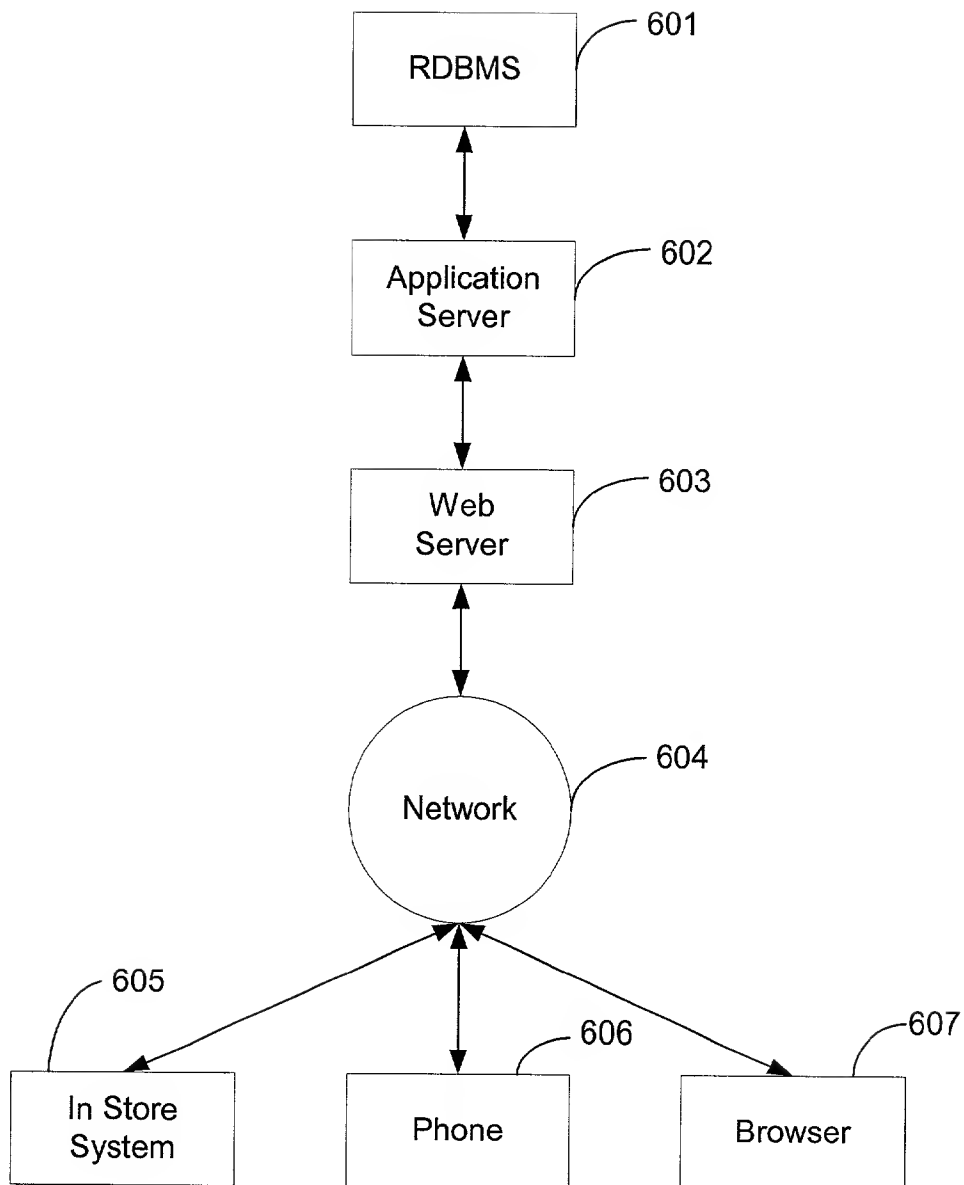 601
RDBMS
602
Application
Server
603
Web
Server
604
Network
605
606
607
In Store
System
Phone
Browser